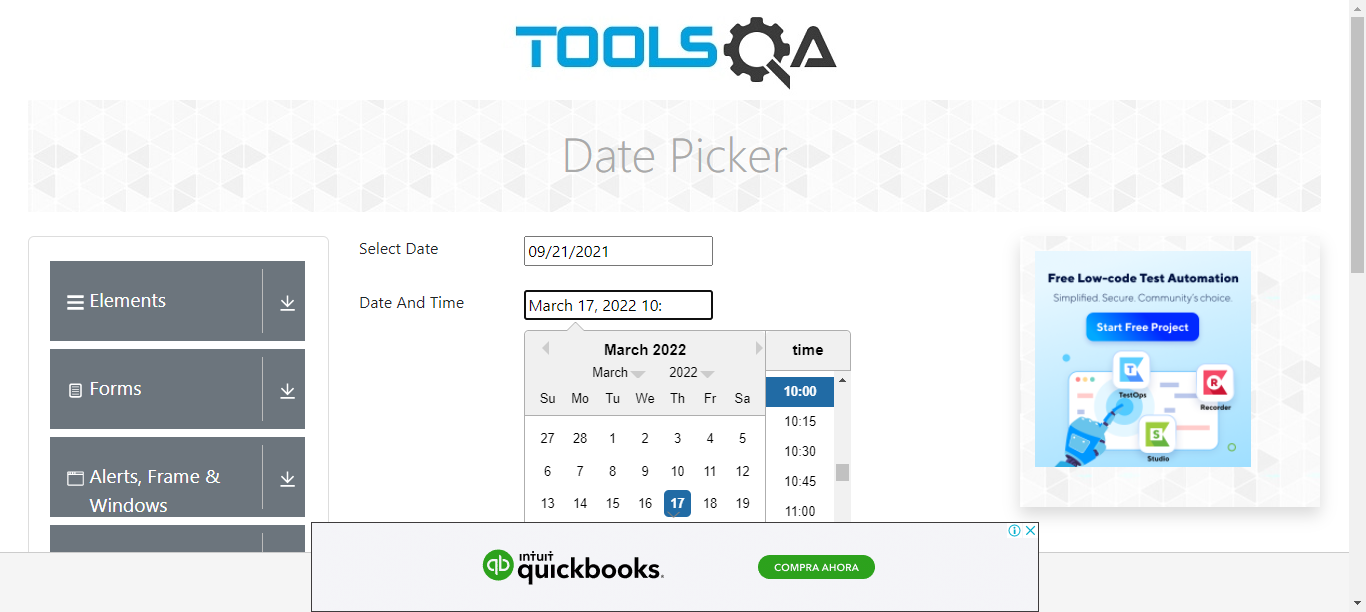 TOOLSQA
Date Picker
Elements
Forms
Alerts, Frame &
Windows
Select Date
09/21/2021
Date And Time
March 17, 2022 10:
March 2022
March 2022
Su Mo Tu We Th Fr Sa
27 28 1 2 3 4 5
6 7 8 9 10 11 12
13 14 15 16 17 18 19
time
10:00
10:15
10:30
10:45
11:00
Free Low-code Test Automation
Simplified. Secure. Community's choice.
Start Free Project
TestOps
Recorder
Studio
qb intuit
quickbooks.
COMPRA AHORA